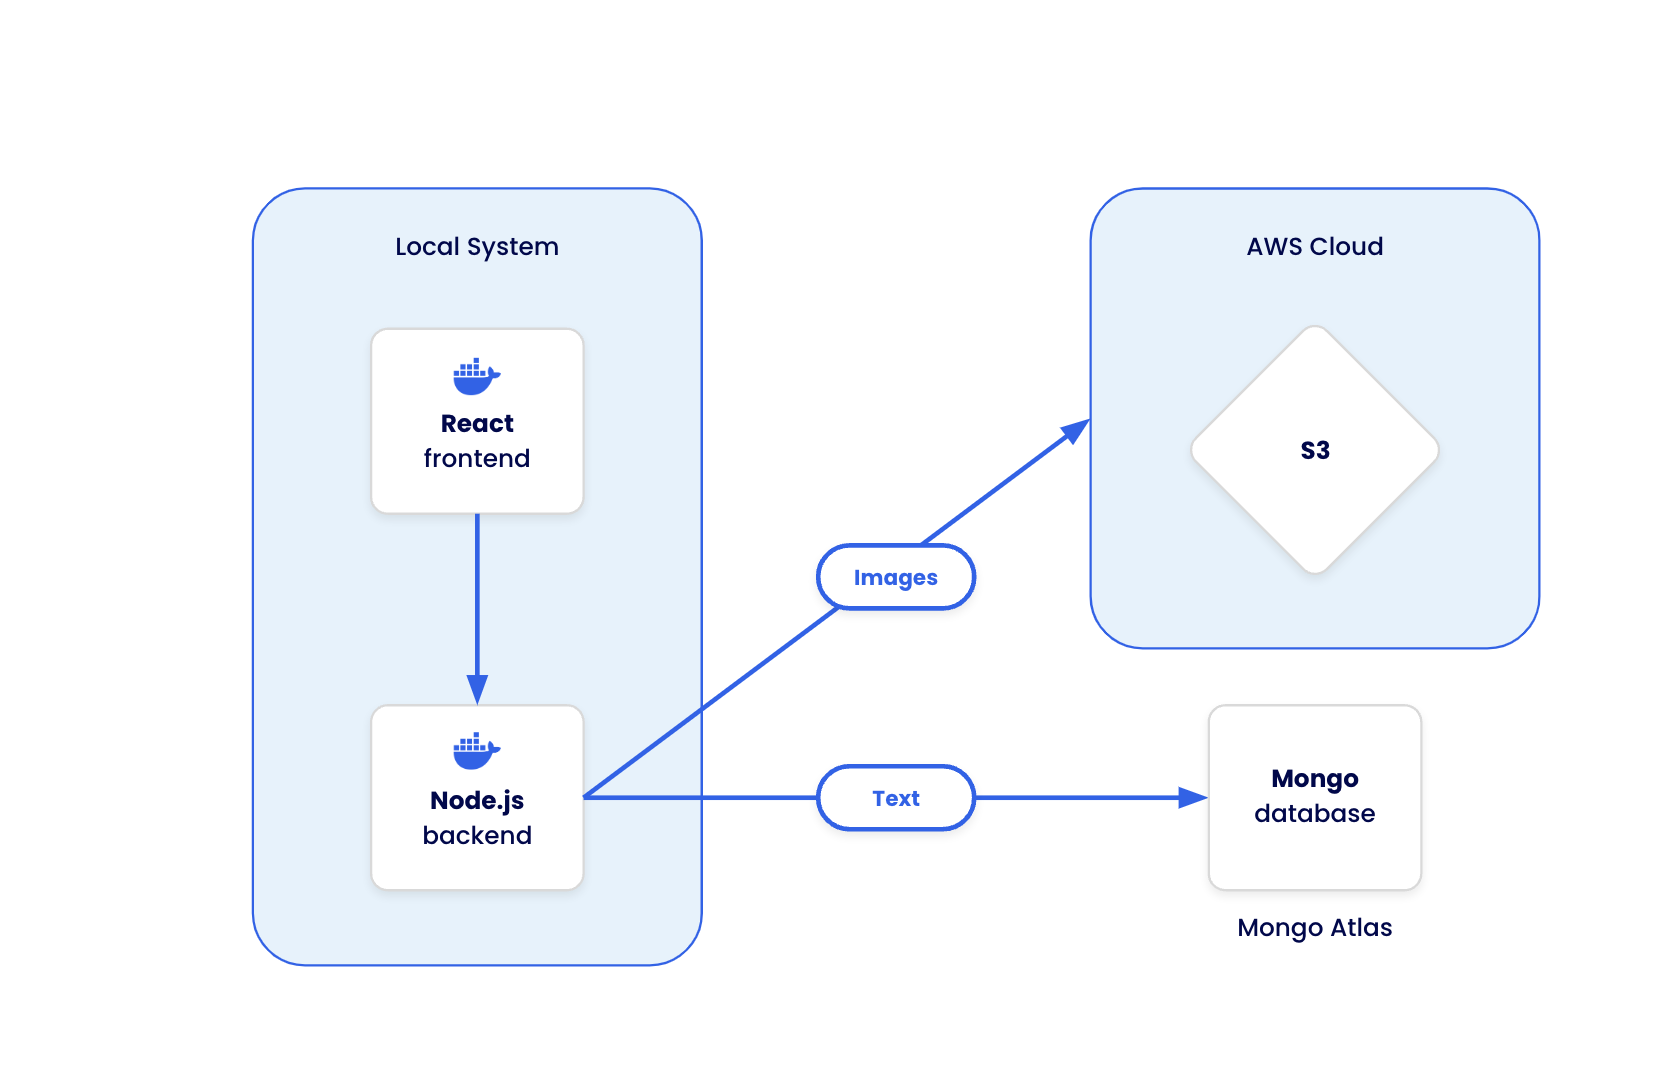 Local System
React
frontend
Node.js
backend
Images
Text
AWS Cloud
S3
Mongo
database
Mongo Atlas